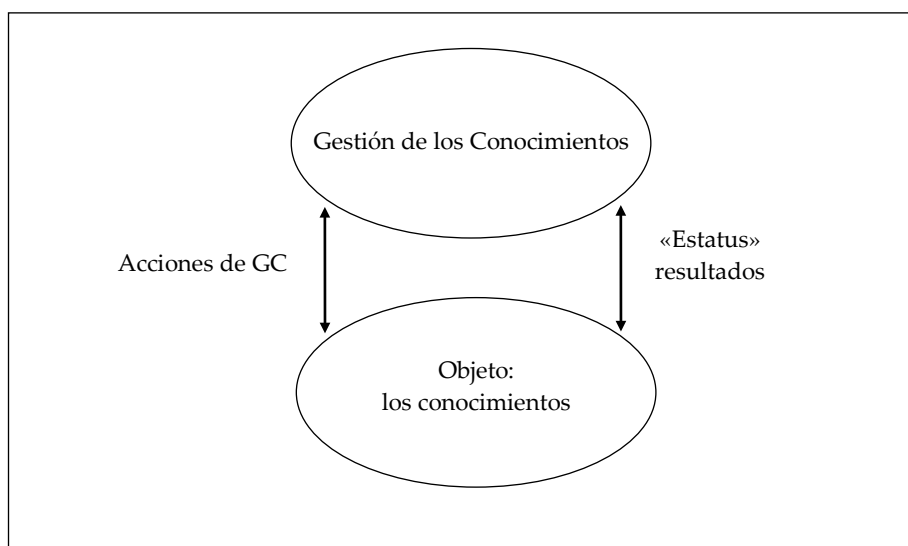 Gestión de los Conocimientos
Acciones de GC
«Estatus»
resultados
Objeto:
los conocimientos